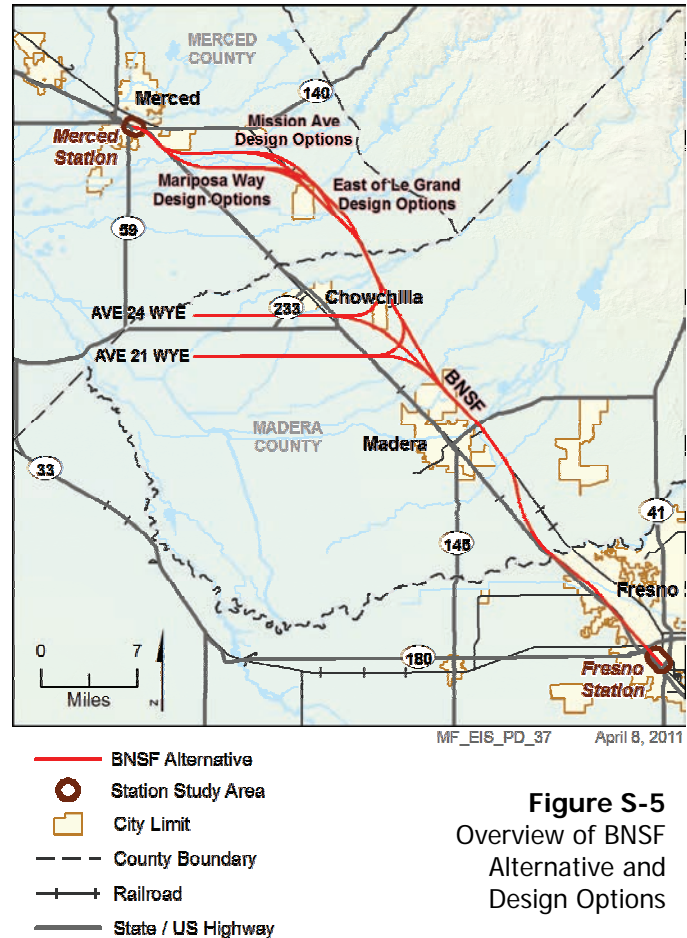 MERCED
COUNTY
140
Merced
Merced
Station
Mission Ave
Design Options
Mariposa Way
Design Options
East of Le Grand
Design Options
59
Chowchilla
233
AVE 24 WYE
AVE 21 WYE
BNSF
MADERA
COUNTY
Madera
33
41
145
Fresno
0 7
Miles
z
180
Fresno
Station
MF_EIS_PD_37 April 8, 2011
BNSF Alternative
Station Study Area
City Limit
County Boundary
Railroad
State / US Highway
Figure S-5
Overview of BNSF
Alternative and
Design Options